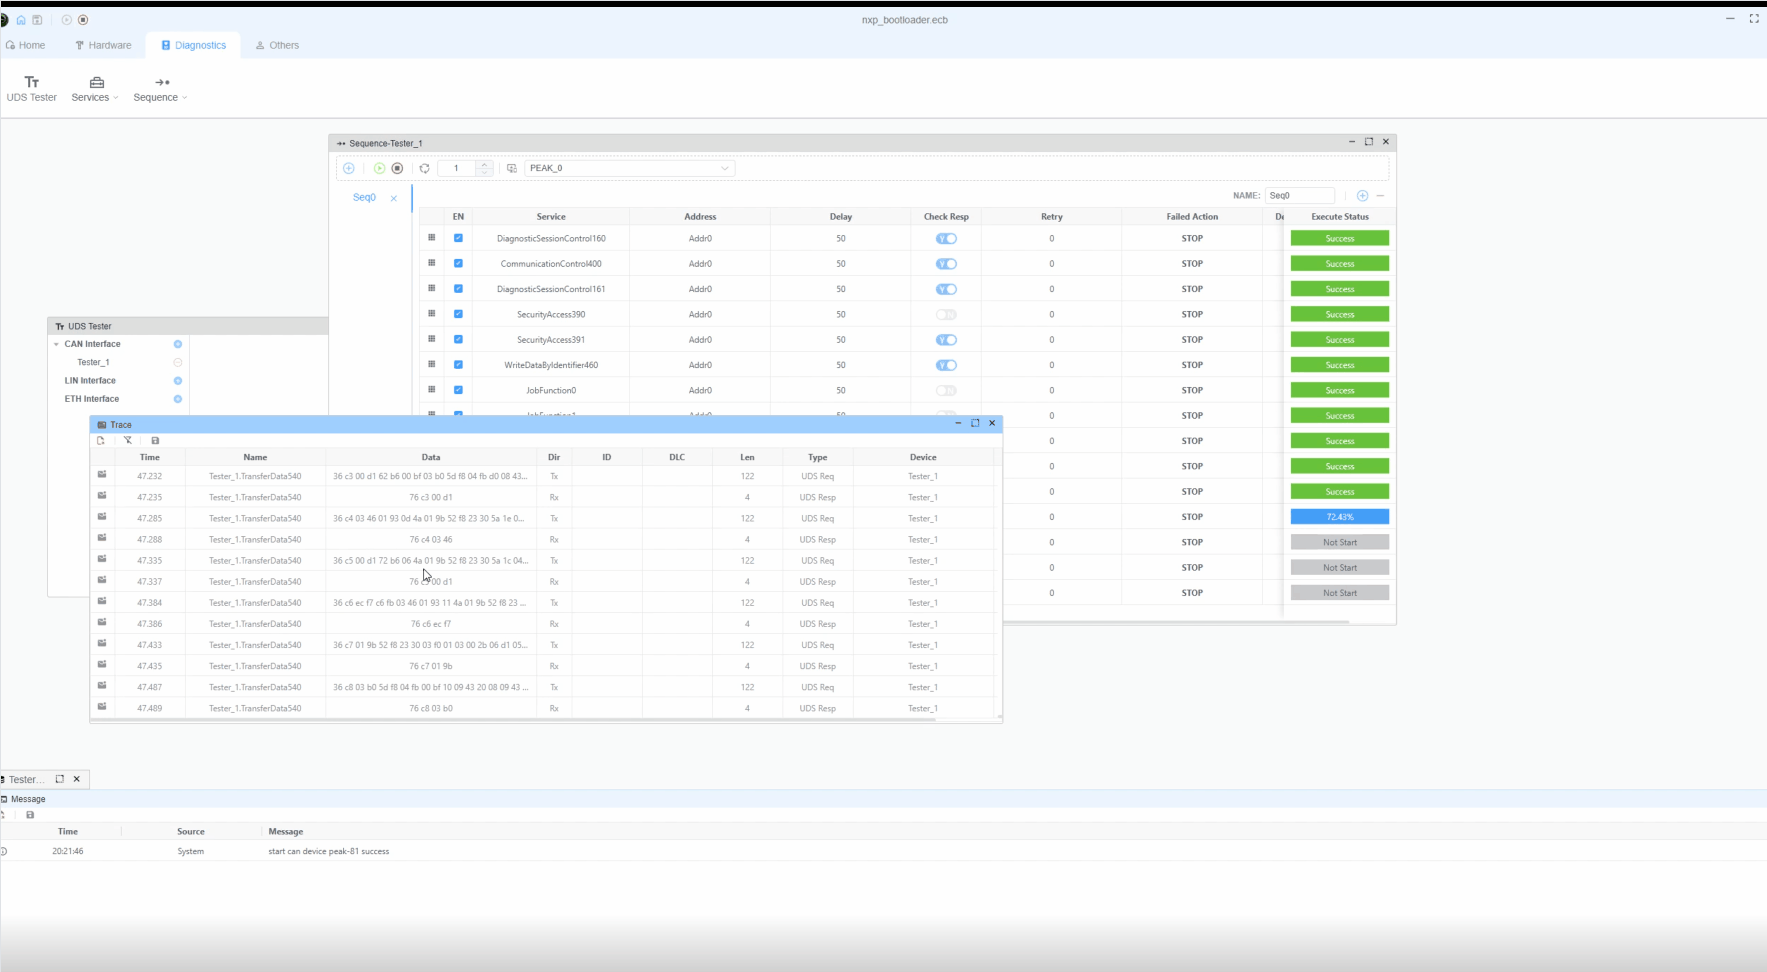 nxp_bootloader.ecb
Home Hardware Diagnostics Others
UDS Tester Services Sequence
Sequence-Tester_1
1 PEAK_0
Seq0 NAME: Seq0
EN Service Address Delay Check Resp Retry Failed Action Execute Status
DiagnosticSessionControl160 Addr0 50 Y 0 STOP Success
CommunicationControl400 Addr0 50 Y 0 STOP Success
DiagnosticSessionControl161 Addr0 50 Y 0 STOP Success
SecurityAccess390 Addr0 50 N 0 STOP Success
SecurityAccess391 Addr0 50 Y 0 STOP Success
WriteDataByIdentifier460 Addr0 50 Y 0 STOP Success
JobFunction0 Addr0 50 N 0 STOP Success
JobFunction1 Addr0 50 0 STOP Success
0 STOP Success
0 STOP Success
0 STOP Success
0 STOP 72.43%
0 STOP Not Start
0 STOP Not Start
0 STOP Not Start
UDS Tester
CAN Interface
Tester_1
LIN Interface
ETH Interface
Trace
Time Name Data Dir ID DLC Len Type Device
47.232 Tester_1.TransferData540 36 c3 00 d1 62 b6 00 bf 03 b0 5d f8 04 fb d0 08 43... Tx 122 UDS Req Tester_1
47.235 Tester_1.TransferData540 76 c3 00 d1 Rx 4 UDS Resp Tester_1
47.285 Tester_1.TransferData540 36 c4 03 46 01 93 0d 4a 01 9b 52 f8 23 30 5a 1e 0... Tx 122 UDS Req Tester_1
47.288 Tester_1.TransferData540 76 c4 03 46 Rx 4 UDS Resp Tester_1
47.335 Tester_1.TransferData540 36 c5 00 d1 72 b6 06 4a 01 9b 52 f8 23 30 5a 1c 04... Tx 122 UDS Req Tester_1
47.337 Tester_1.TransferData540 76 c5 00 d1 Rx 4 UDS Resp Tester_1
47.384 Tester_1.TransferData540 36 c6 ec f7 c6 fb 03 46 01 93 11 4a 01 9b 52 f8 23 ... Tx 122 UDS Req Tester_1
47.386 Tester_1.TransferData540 76 c6 ec f7 Rx 4 UDS Resp Tester_1
47.433 Tester_1.TransferData540 36 c7 01 9b 52 f8 23 30 03 f0 01 03 00 2b 06 d1 05... Tx 122 UDS Req Tester_1
47.435 Tester_1.TransferData540 76 c7 01 9b Rx 4 UDS Resp Tester_1
47.487 Tester_1.TransferData540 36 c8 03 b0 5d f8 04 fb 00 bf 10 09 43 20 08 09 43 ... Tx 122 UDS Req Tester_1
47.489 Tester_1.TransferData540 76 c8 03 b0 Rx 4 UDS Resp Tester_1
Tester...
Message
Time Source Message
20:21:46 System start can device peak-81 success